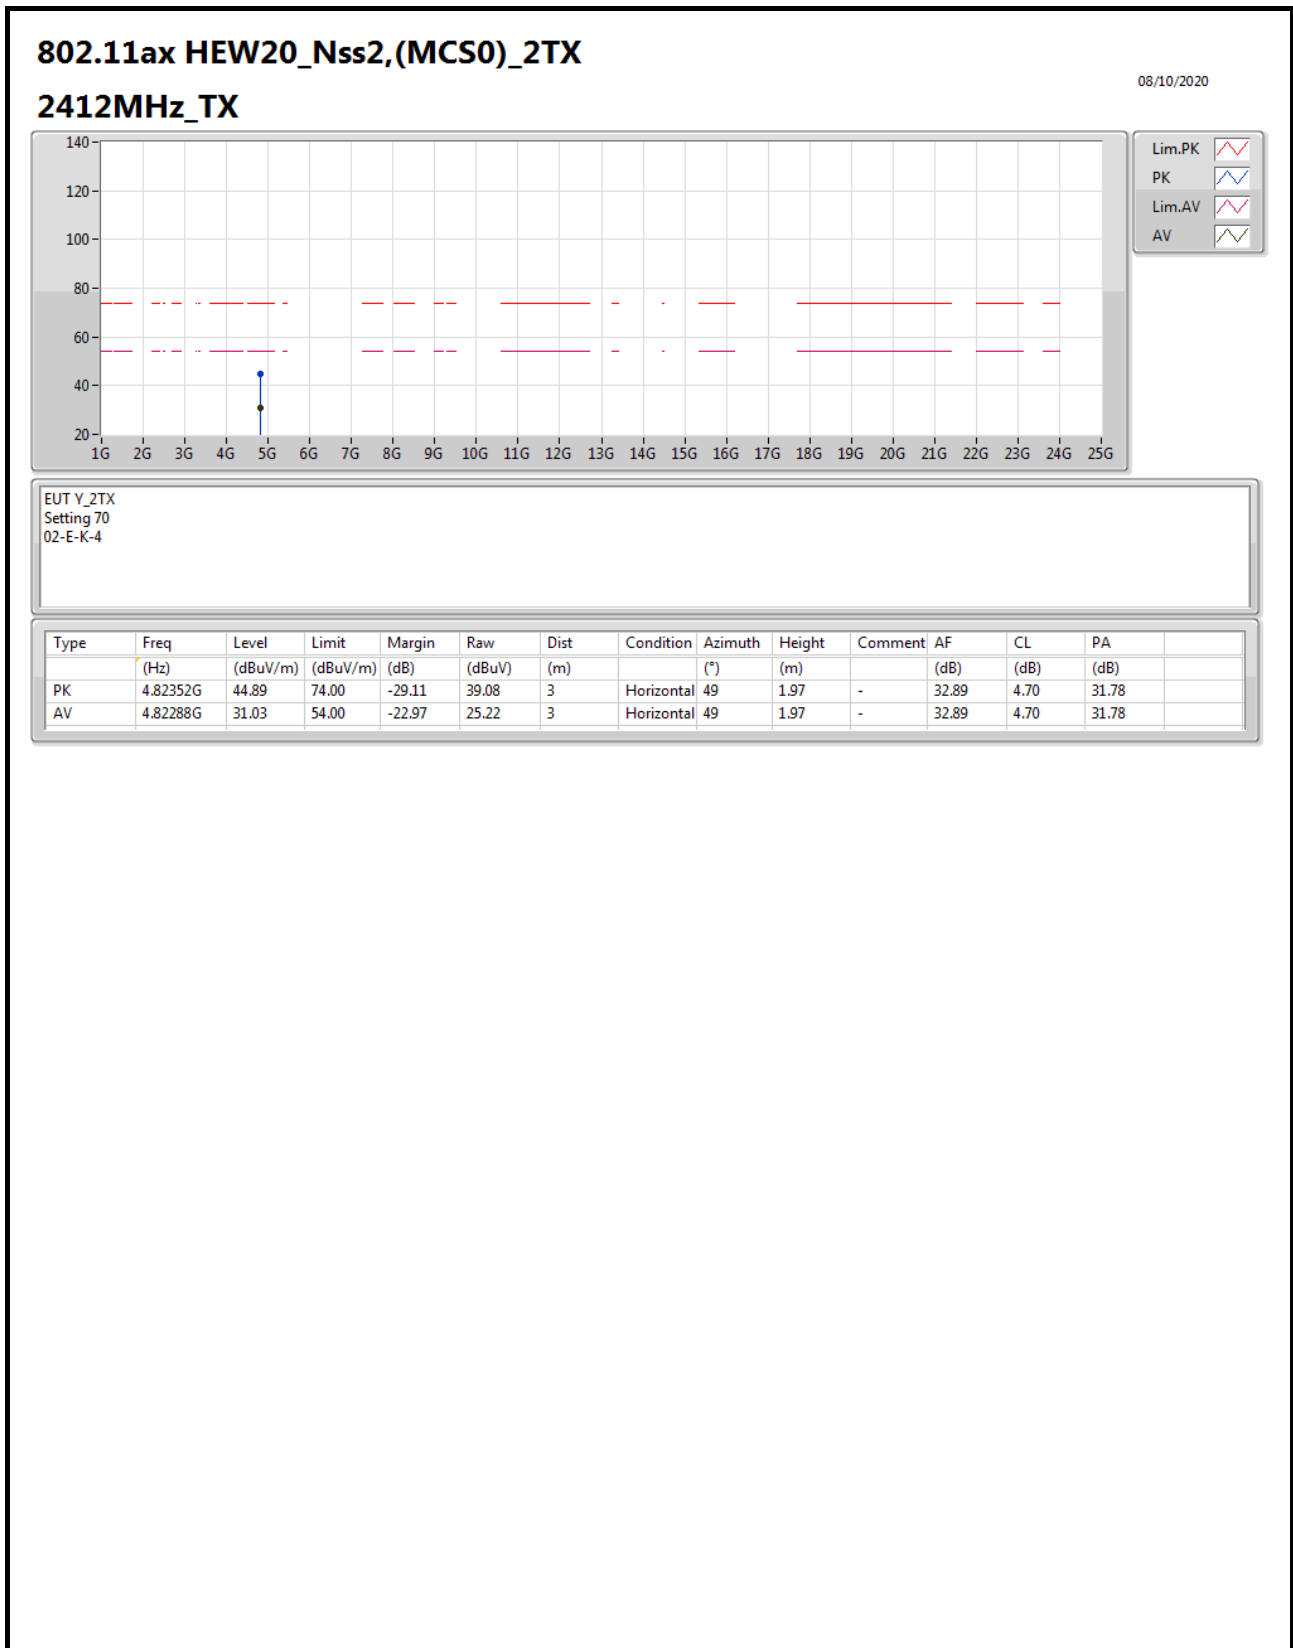 802.11ax HEW20_Nss2,(MCS0)_2TX
08/10/2020
2412MHz_TX
140
120
100
80
60
40
20
1G 2G 3G 4G 5G 6G 7G 8G 9G 10G 11G 12G 13G 14G 15G 16G 17G 18G 19G 20G 21G 22G 23G 24G 25G
Lim.PK
PK
Lim.AV
AV
EUT Y_2TX
Setting 70
02-E-K-4
Type Freq Level Limit Margin Raw Dist Condition Azimuth Height Comment AF CL PA
(Hz) (dBuV/m) (dBuV/m) (dB) (dBuV) (m) (°) (m) (dB) (dB) (dB)
PK 4.82352G 44.89 74.00 -29.11 39.08 3 Horizontal 49 1.97 - 32.89 4.70 31.78
AV 4.82288G 31.03 54.00 -22.97 25.22 3 Horizontal 49 1.97 - 32.89 4.70 31.78